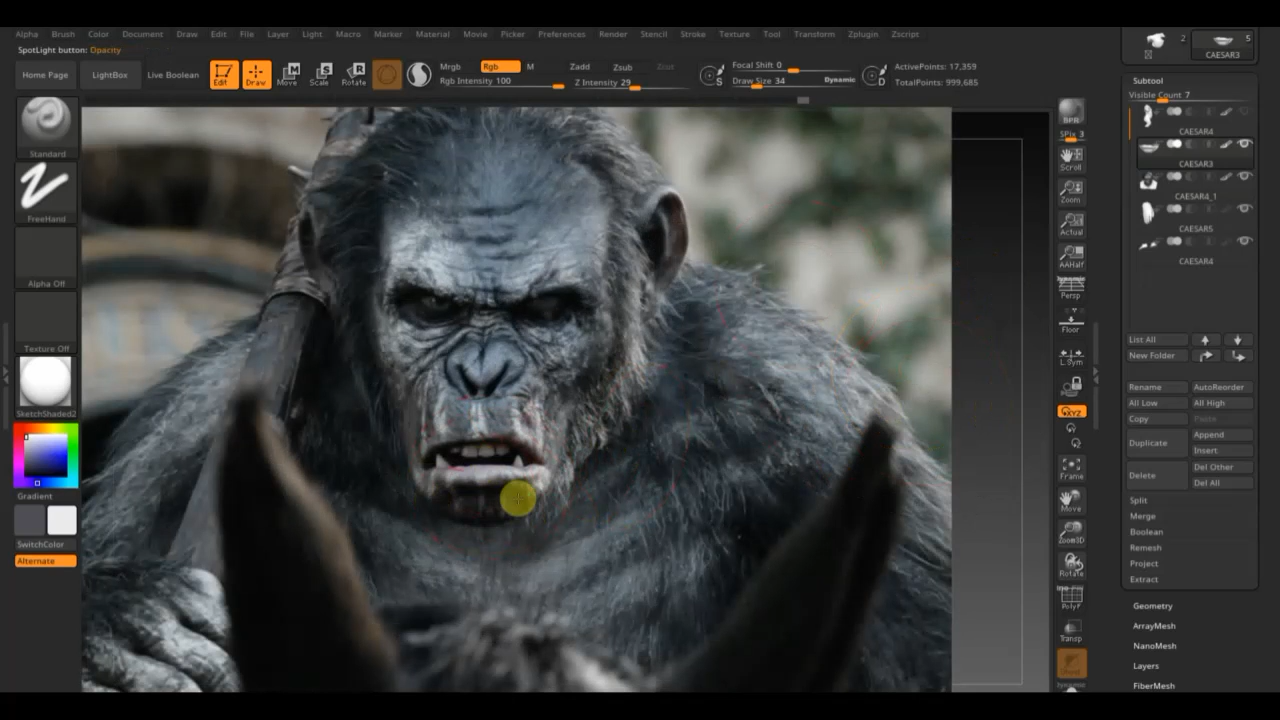 Alpha Brush Color Document Draw Edit File Layer Light Macro Marker Material Movie Picker Preferences Render Stencil Stroke Texture Tool Transform Zplugin Zscript
SpotLight button: Opacity
Home Page LightBox Live Boolean Edit Draw Move Scale Rotate
Mrgb Rgb M
Rgb Intensity 100
Zadd Zsub Zcut
Z Intensity 29
S
Focal Shift 0
Draw Size 34 Dynamic
D
ActivePoints: 17,359
TotalPoints: 999,685
Standard
FreeHand
Alpha Off
Texture Off
SketchShaded2
Gradient
SwitchColor
Alternate
BPR
SPix 3
Scroll
Zoom
Actual
AAHalf
Persp
Floor
L.Sym
XYZ
Frame
Move
Zoom3D
Rotate
PolyF
Transp
2 5
CAESAR3
Subtool
Visible Count 7
CAESAR4
CAESAR3
CAESAR4_1
CAESAR5
CAESAR4
List All
New Folder
Rename AutoReorder
All Low All High
Copy Paste
Duplicate Append
Insert
Delete Del Other
Del All
Split
Merge
Boolean
Remesh
Project
Extract
Geometry
ArrayMesh
NanoMesh
Layers
FiberMesh